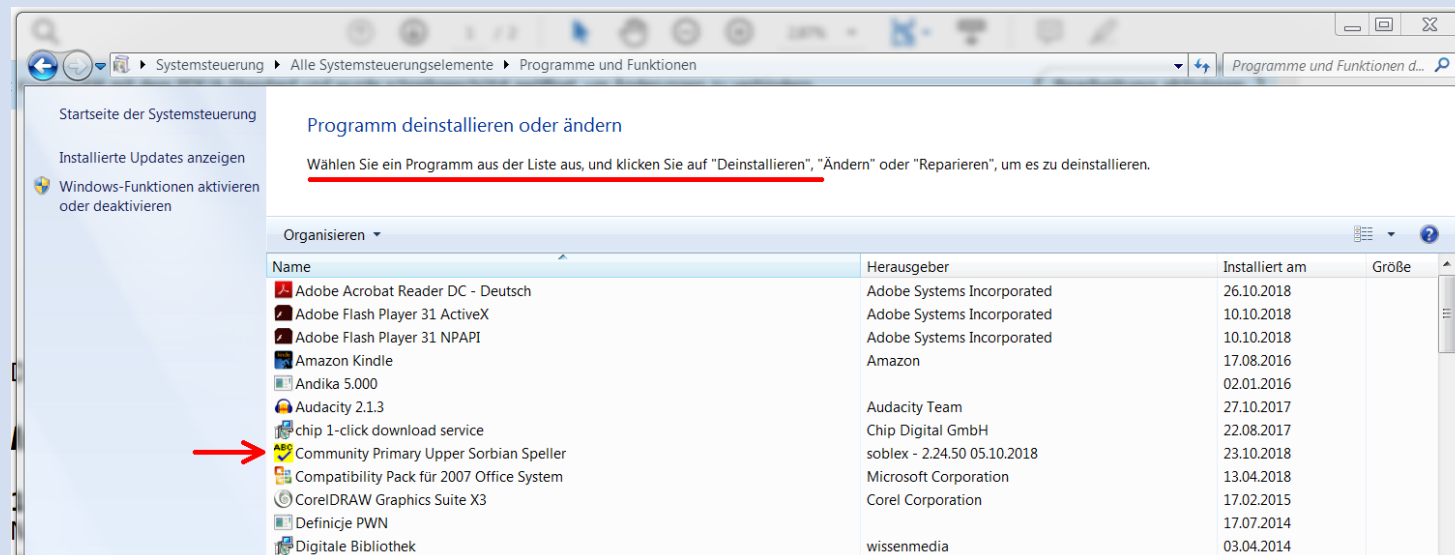 1 / 2
Systemsteuerung Alle Systemsteuerungselemente Programme und Funktionen
Programme und Funktionen d...
Startseite der Systemsteuerung
Installierte Updates anzeigen
Windows-Funktionen aktivieren
oder deaktivieren
Programm deinstallieren oder ändern
Wählen Sie ein Programm aus der Liste aus, und klicken Sie auf "Deinstallieren", "Ändern" oder "Reparieren", um es zu deinstallieren.
Organisieren
Name Herausgeber Installiert am Größe
Adobe Acrobat Reader DC - Deutsch Adobe Systems Incorporated 26.10.2018
Adobe Flash Player 31 ActiveX Adobe Systems Incorporated 10.10.2018
Adobe Flash Player 31 NPAPI Adobe Systems Incorporated 10.10.2018
Amazon Kindle Amazon 17.08.2016
Andika 5.000 02.01.2016
Audacity 2.1.3 Audacity Team 27.10.2017
chip 1-click download service Chip Digital GmbH 22.08.2017
ABC Community Primary Upper Sorbian Speller soblex - 2.24.50 05.10.2018 23.10.2018
Compatibility Pack für 2007 Office System Microsoft Corporation 13.04.2018
CorelDRAW Graphics Suite X3 Corel Corporation 17.02.2015
Definicje PWN 17.07.2014
Digitale Bibliothek wissenmedia 03.04.2014